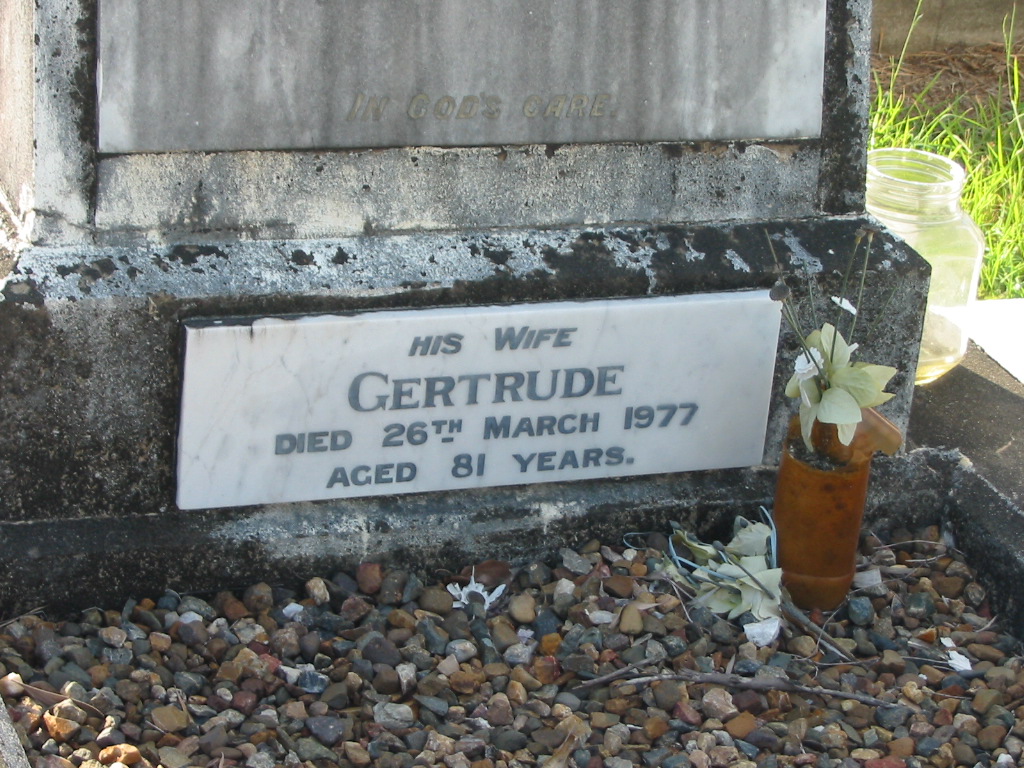 IN GOD'S CARE.
HIS WIFE
GERTRUDE
DIED 26TH MARCH 1977
AGED 81 YEARS.